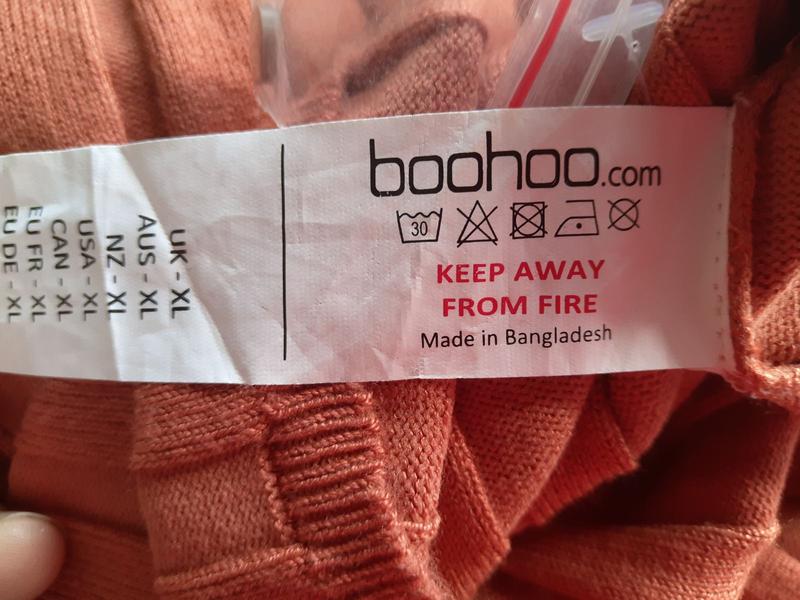 boohoo.com
30
KEEP AWAY
FROM FIRE
Made in Bangladesh
UK - XL
AUS - XL
NZ - XL
USA - XL
CAN - XL
EU FR - XL
EU DE - XL